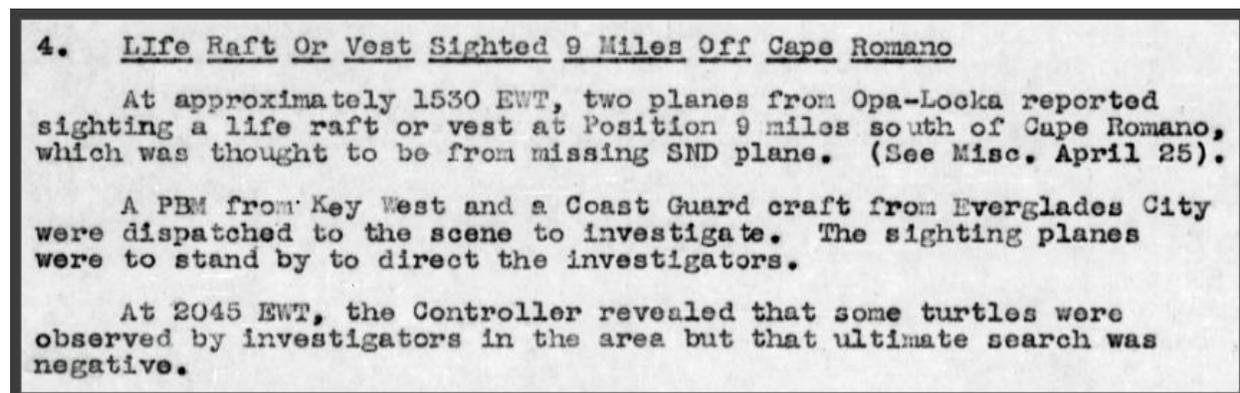 4. LIfe Raft Or Vest Sighted 9 Miles Off Cape Romano
At approximately 1530 EWT, two planes from Opa-Locka reported
sighting a life raft or vest at Position 9 miles south of Cape Romano,
which was thought to be from missing SND plane. (See Misc. April 25).
A PBM from Key West and a Coast Guard craft from Everglades City
were dispatched to the scene to investigate. The sighting planes
were to stand by to direct the investigators.
At 2045 EWT, the Controller revealed that some turtles were
observed by investigators in the area but that ultimate search was
negative.